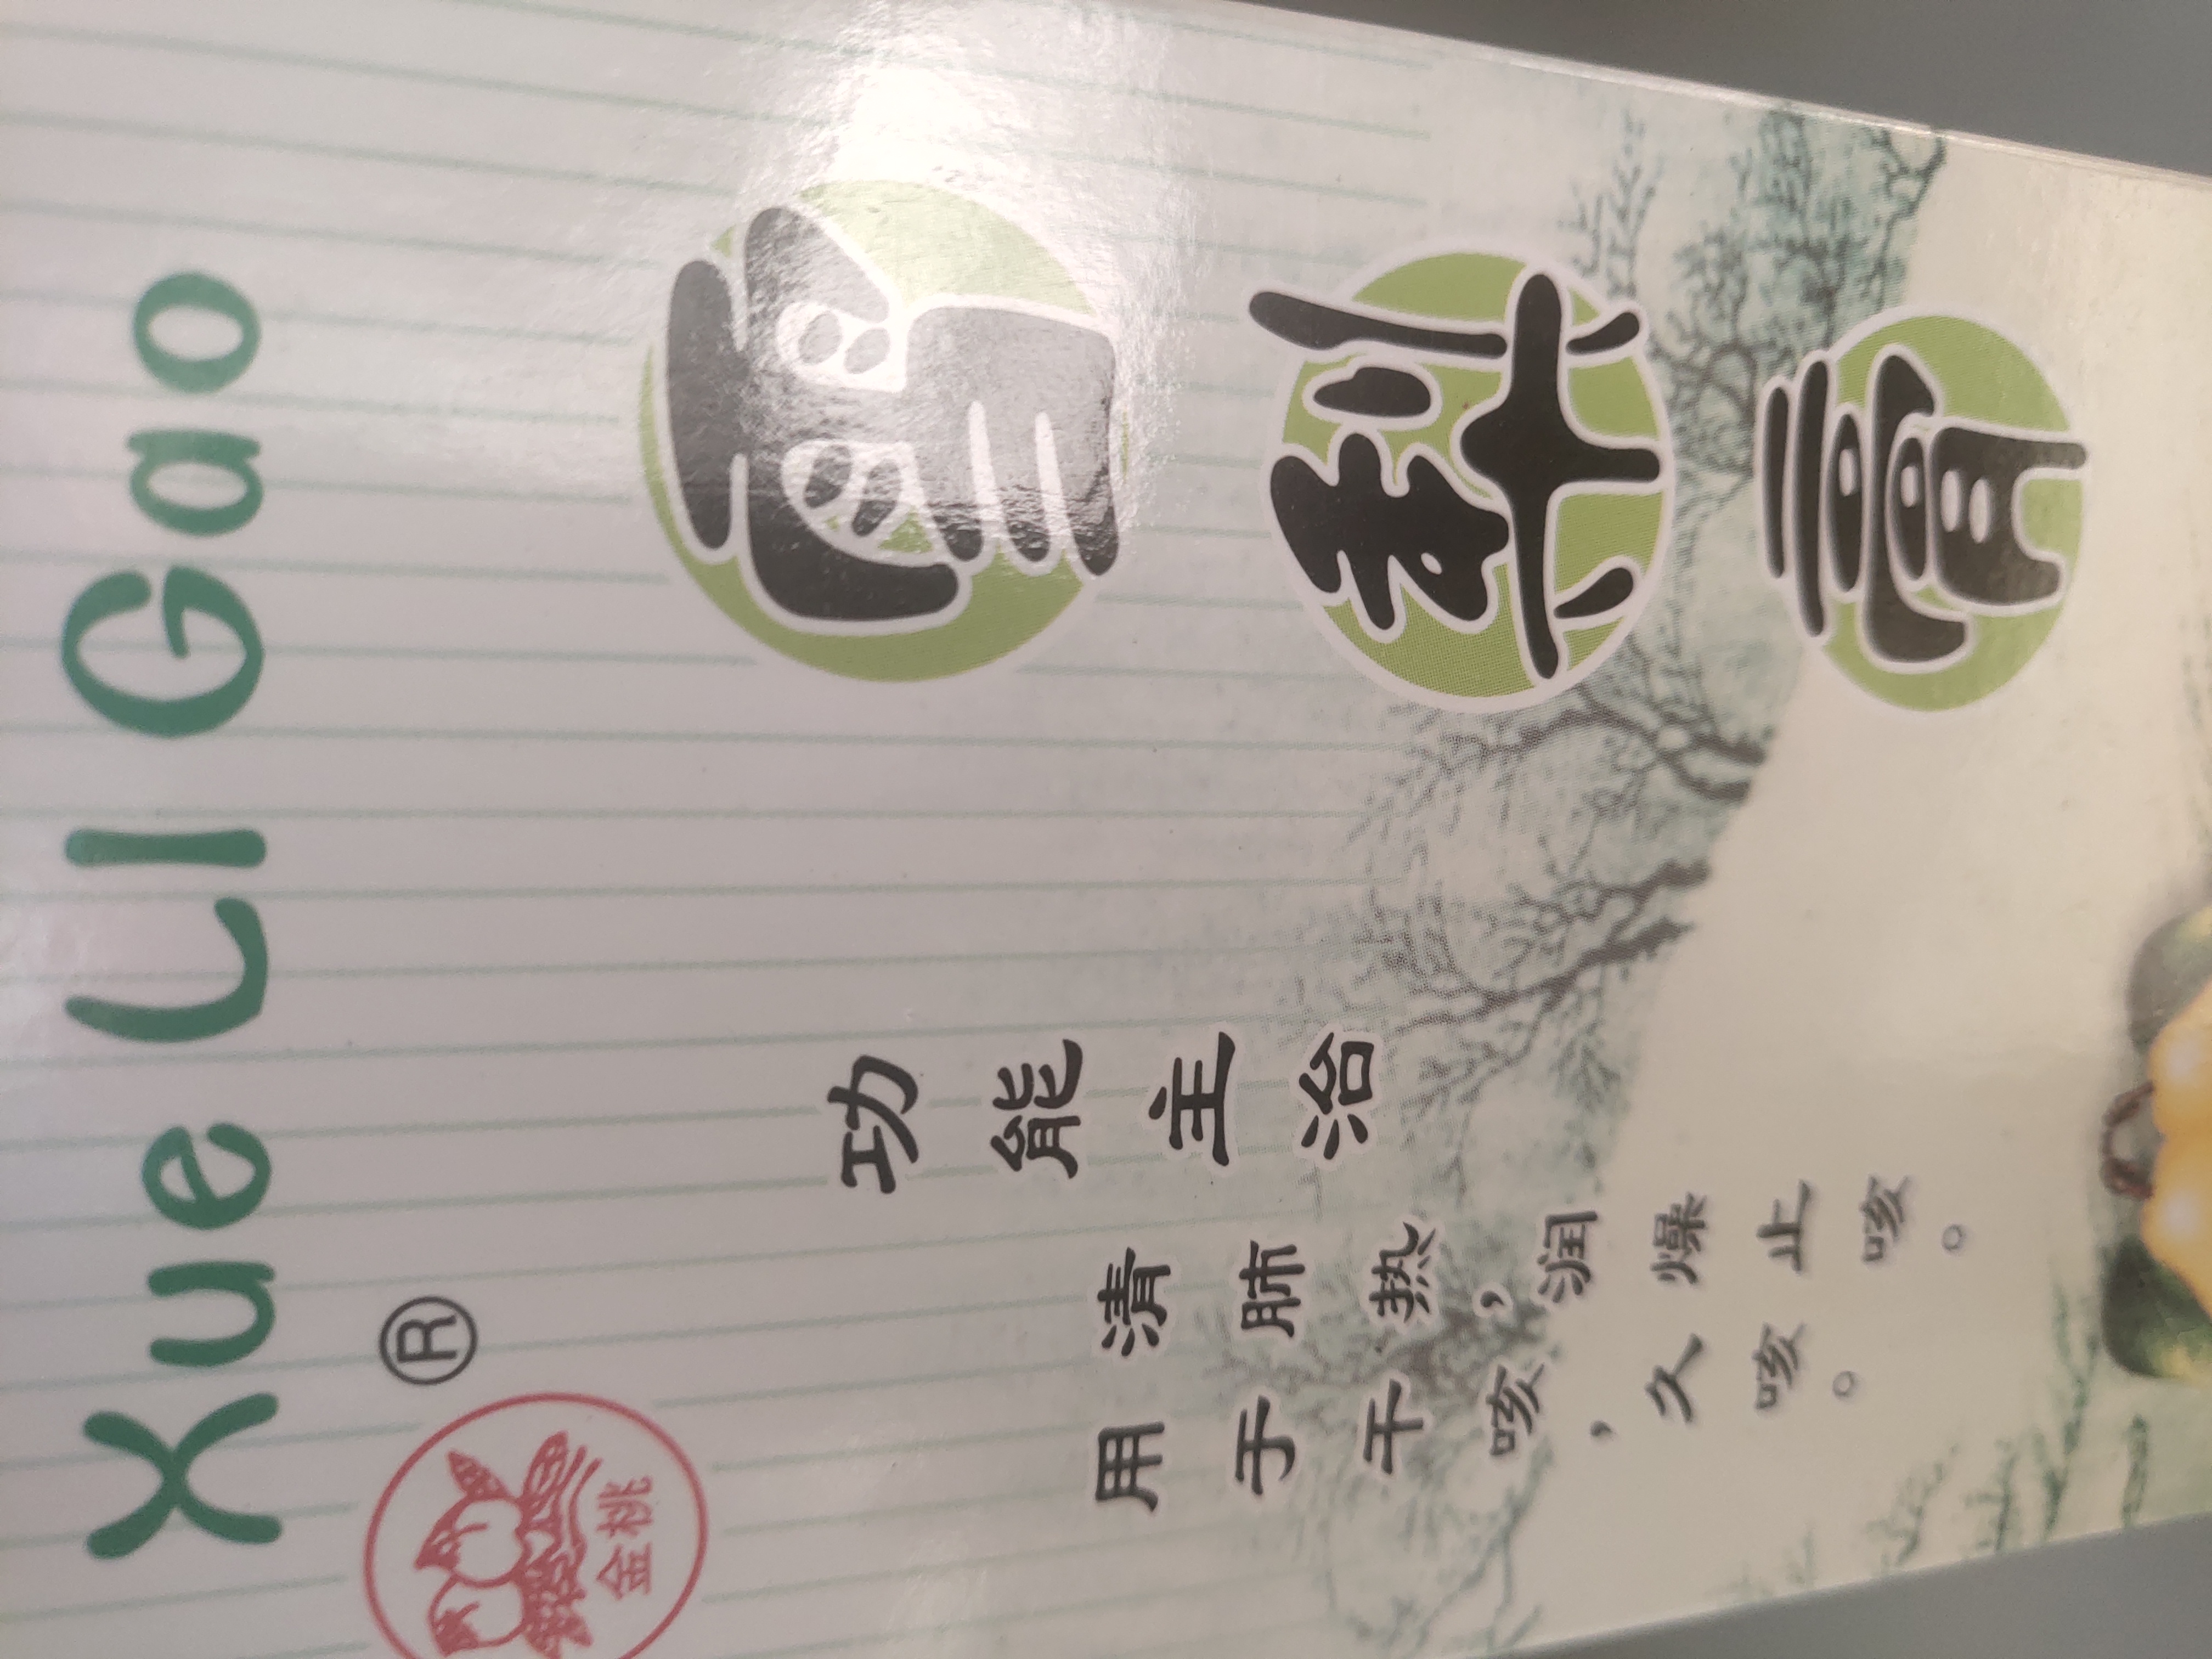 Xue Li Gao
®
金桃
雪梨膏
功能主治
清肺热，润燥止咳。
用于干咳，久咳。